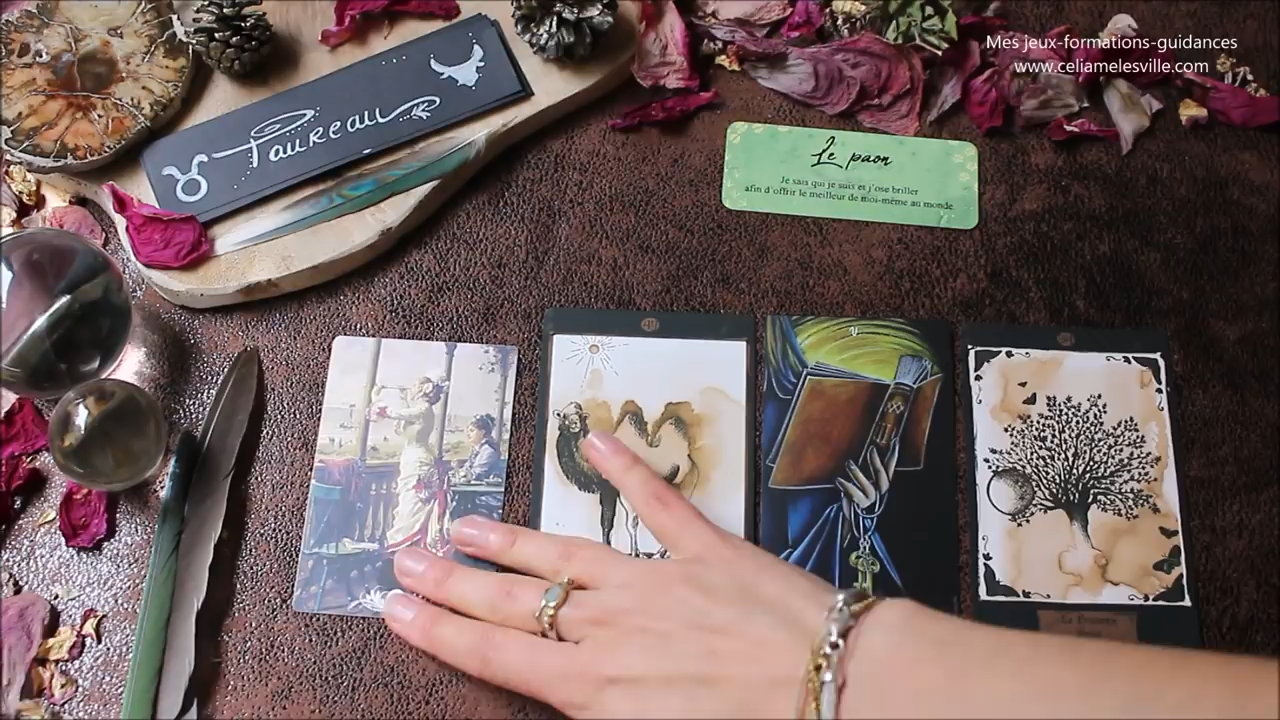 Mes jeux-formations-guidances
www.celiamelesville.com
Taureau
Le paon
Je sais qui je suis et j'ose briller
afin d'offrir le meilleur de moi-même au monde